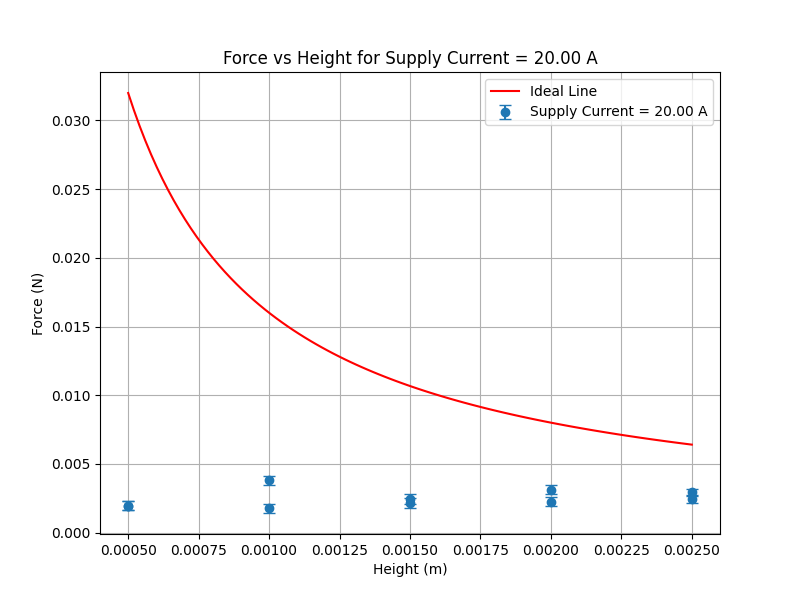 Force vs Height for Supply Current = 20.00 A
Ideal Line
Supply Current = 20.00 A
0.030
0.025
0.020
0.015
0.010
0.005
0.000
Force (N)
0.00050 0.00075 0.00100 0.00125 0.00150 0.00175 0.00200 0.00225 0.00250
Height (m)